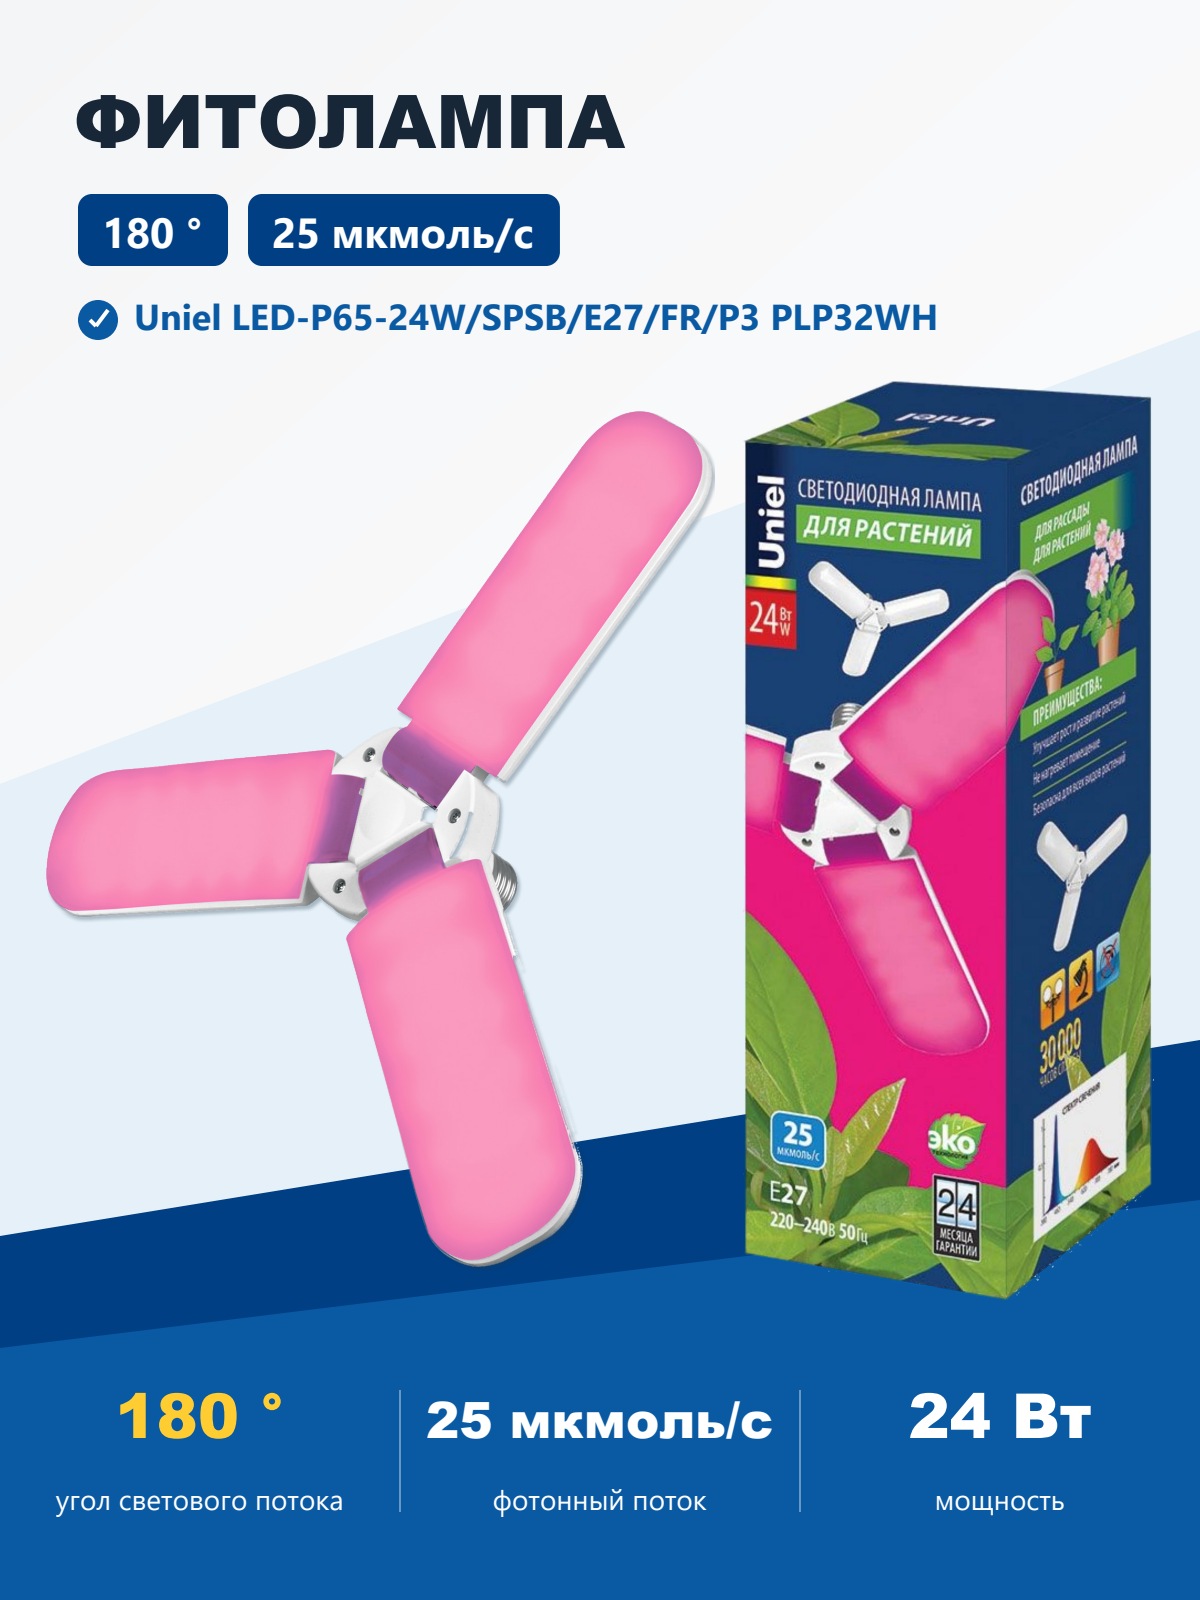 ФИТОЛАМПА
180 °
25 мкмоль/с
Uniel LED-P65-24W/SPSB/E27/FR/P3 PLP32WH
Uniel
Uniel
СВЕТОДИОДНАЯ ЛАМПА
ДЛЯ РАСТЕНИЙ
24 Вт
W
25
МКМОЛЬ/С
E27
220–240В 50Гц
эко
24
МЕСЯЦА
ГАРАНТИИ
СВЕТОДИОДНАЯ ЛАМПА
ДЛЯ РАССАДЫ
ДЛЯ РАСТЕНИЙ
ПРЕИМУЩЕСТВА:
Улучшает рост и развитие растений
Не нагревает помещение
Безопасна для всех видов растений
30 000
СПЕКТР СВЕЧЕНИЯ
180 °
угол светового потока
25 мкмоль/с
фотонный поток
24 Вт
мощность